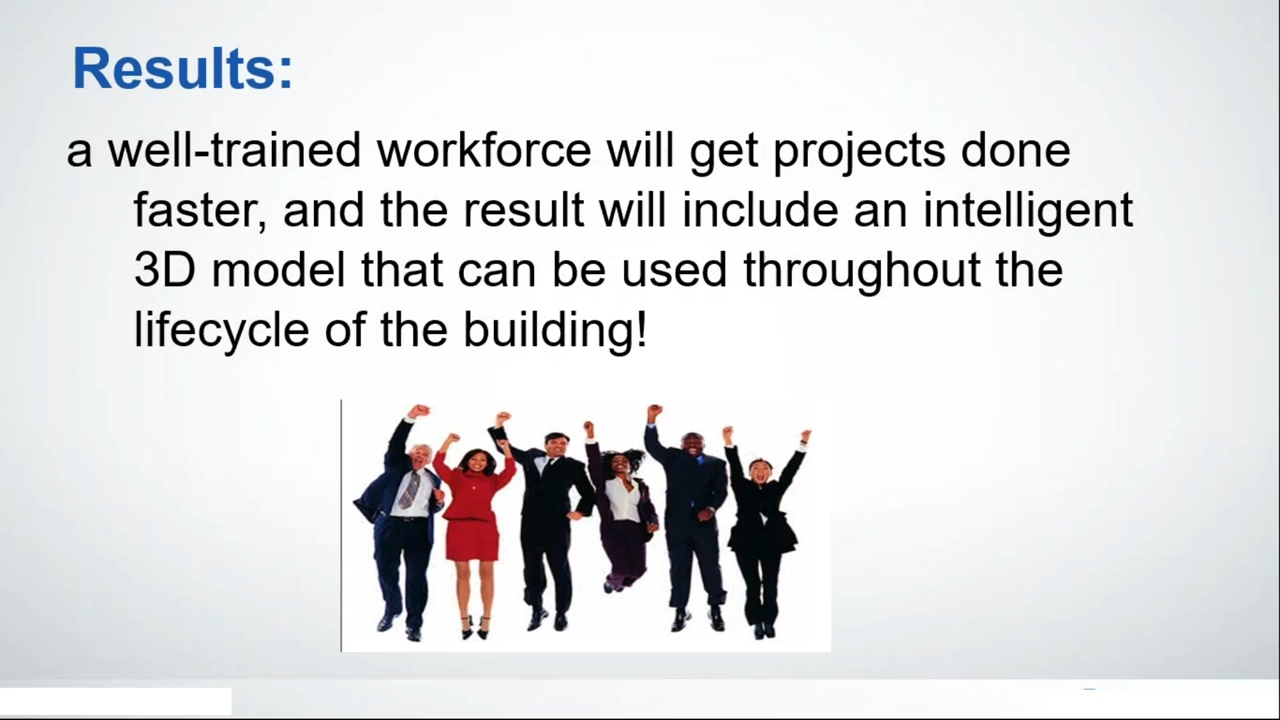 Results:
a well-trained workforce will get projects done
faster, and the result will include an intelligent
3D model that can be used throughout the
lifecycle of the building!